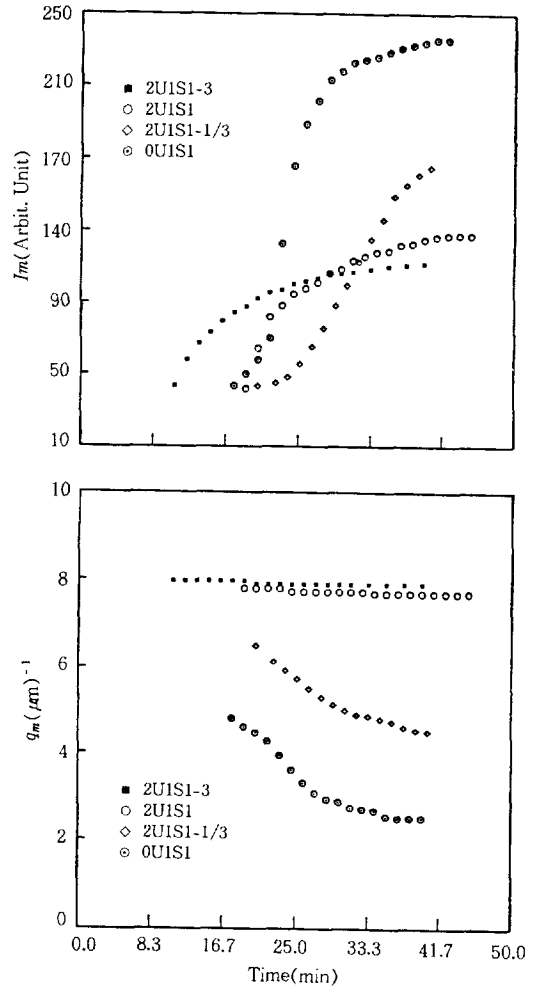 250
210
170
140
90
50
10
Im(Arbit. Unit)
2U1S1-3
2U1S1
2U1S1-1/3
0U1S1
10
8
6
4
2
0
qm(μm)⁻¹
2U1S1-3
2U1S1
2U1S1-1/3
0U1S1
0.0 8.3 16.7 25.0 33.3 41.7 50.0
Time(min)